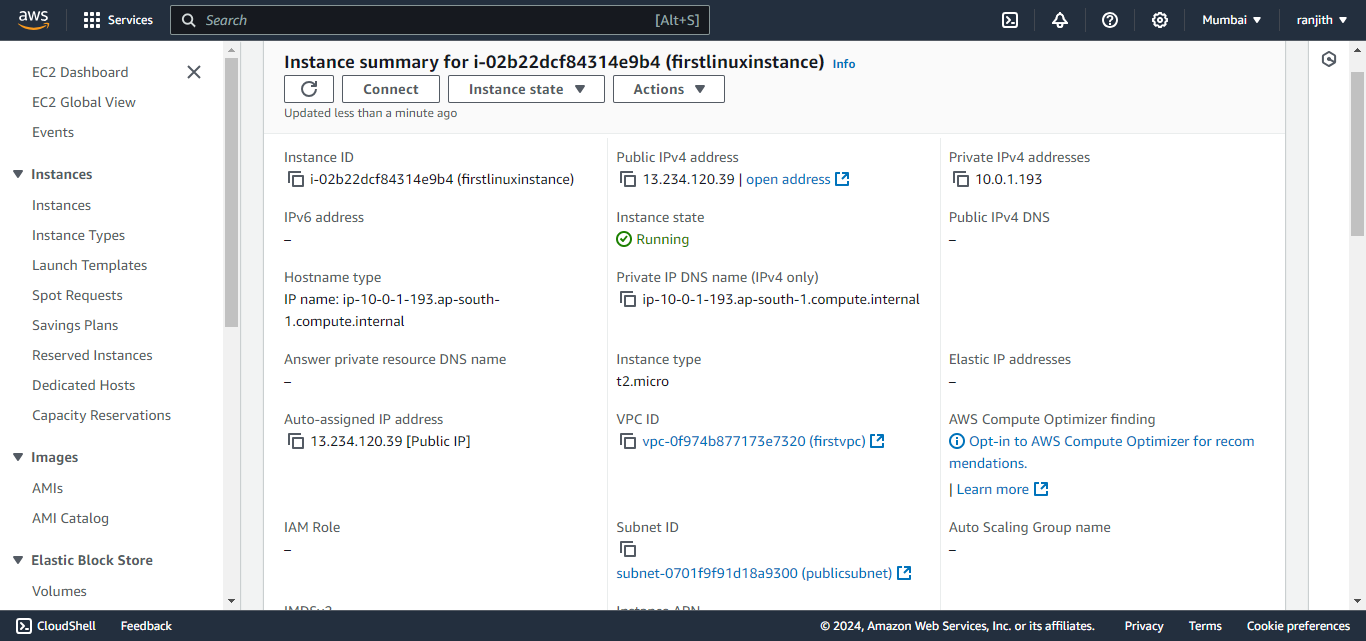 aws
Services
Search [Alt+S]
Mumbai
ranjith
EC2 Dashboard
EC2 Global View
Events
Instances
Instances
Instance Types
Launch Templates
Spot Requests
Savings Plans
Reserved Instances
Dedicated Hosts
Capacity Reservations
Images
AMIs
AMI Catalog
Elastic Block Store
Volumes
Instance summary for i-02b22dcf84314e9b4 (firstlinuxinstance) Info
Connect
Instance state
Actions
Updated less than a minute ago
Instance ID
i-02b22dcf84314e9b4 (firstlinuxinstance)
Public IPv4 address
13.234.120.39 | open address
Private IPv4 addresses
10.0.1.193
IPv6 address
–
Instance state
Running
Public IPv4 DNS
–
Hostname type
IP name: ip-10-0-1-193.ap-south-
1.compute.internal
Private IP DNS name (IPv4 only)
ip-10-0-1-193.ap-south-1.compute.internal
Answer private resource DNS name
–
Instance type
t2.micro
Elastic IP addresses
–
Auto-assigned IP address
13.234.120.39 [Public IP]
VPC ID
vpc-0f974b877173e7320 (firstvpc)
AWS Compute Optimizer finding
Opt-in to AWS Compute Optimizer for recom
mendations.
| Learn more
IAM Role
–
Subnet ID
subnet-0701f9f91d18a9300 (publicsubnet)
Auto Scaling Group name
–
IMDSv2
Instance ARN
CloudShell
Feedback
© 2024, Amazon Web Services, Inc. or its affiliates.
Privacy
Terms
Cookie preferences